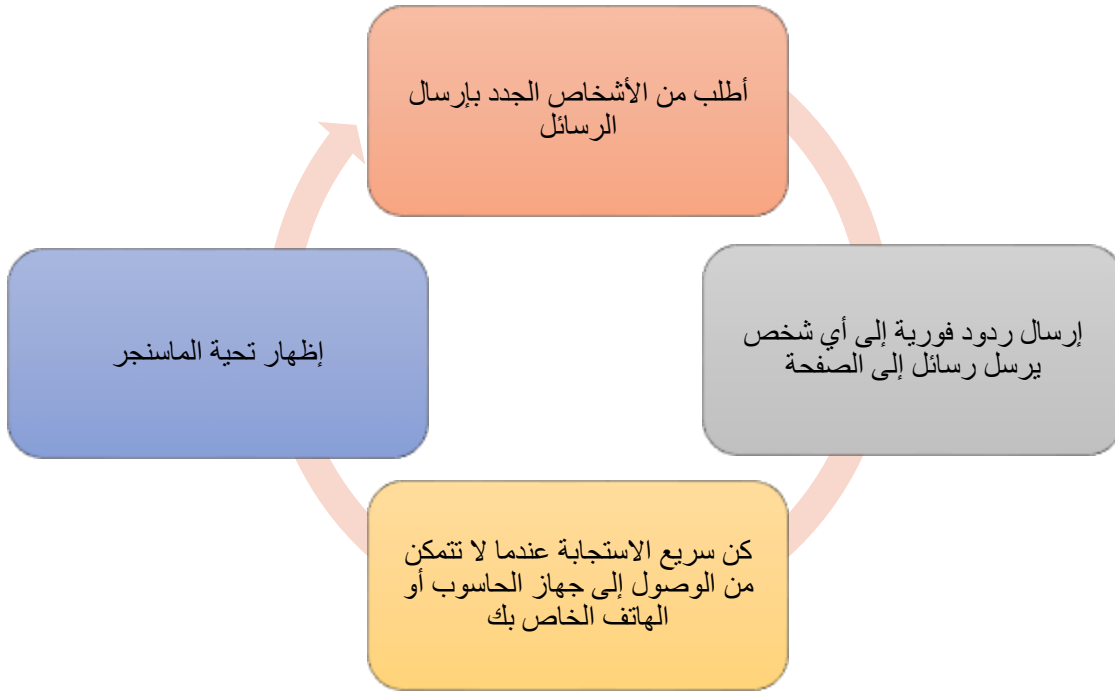 أطلب من الأشخاص الجدد بإرسال
الرسائل
إرسال ردود فورية إلى أي شخص
يرسل رسائل إلى الصفحة
كن سريع الاستجابة عندما لا تتمكن
من الوصول إلى جهاز الحاسوب أو
الهاتف الخاص بك
إظهار تحية الماسنجر